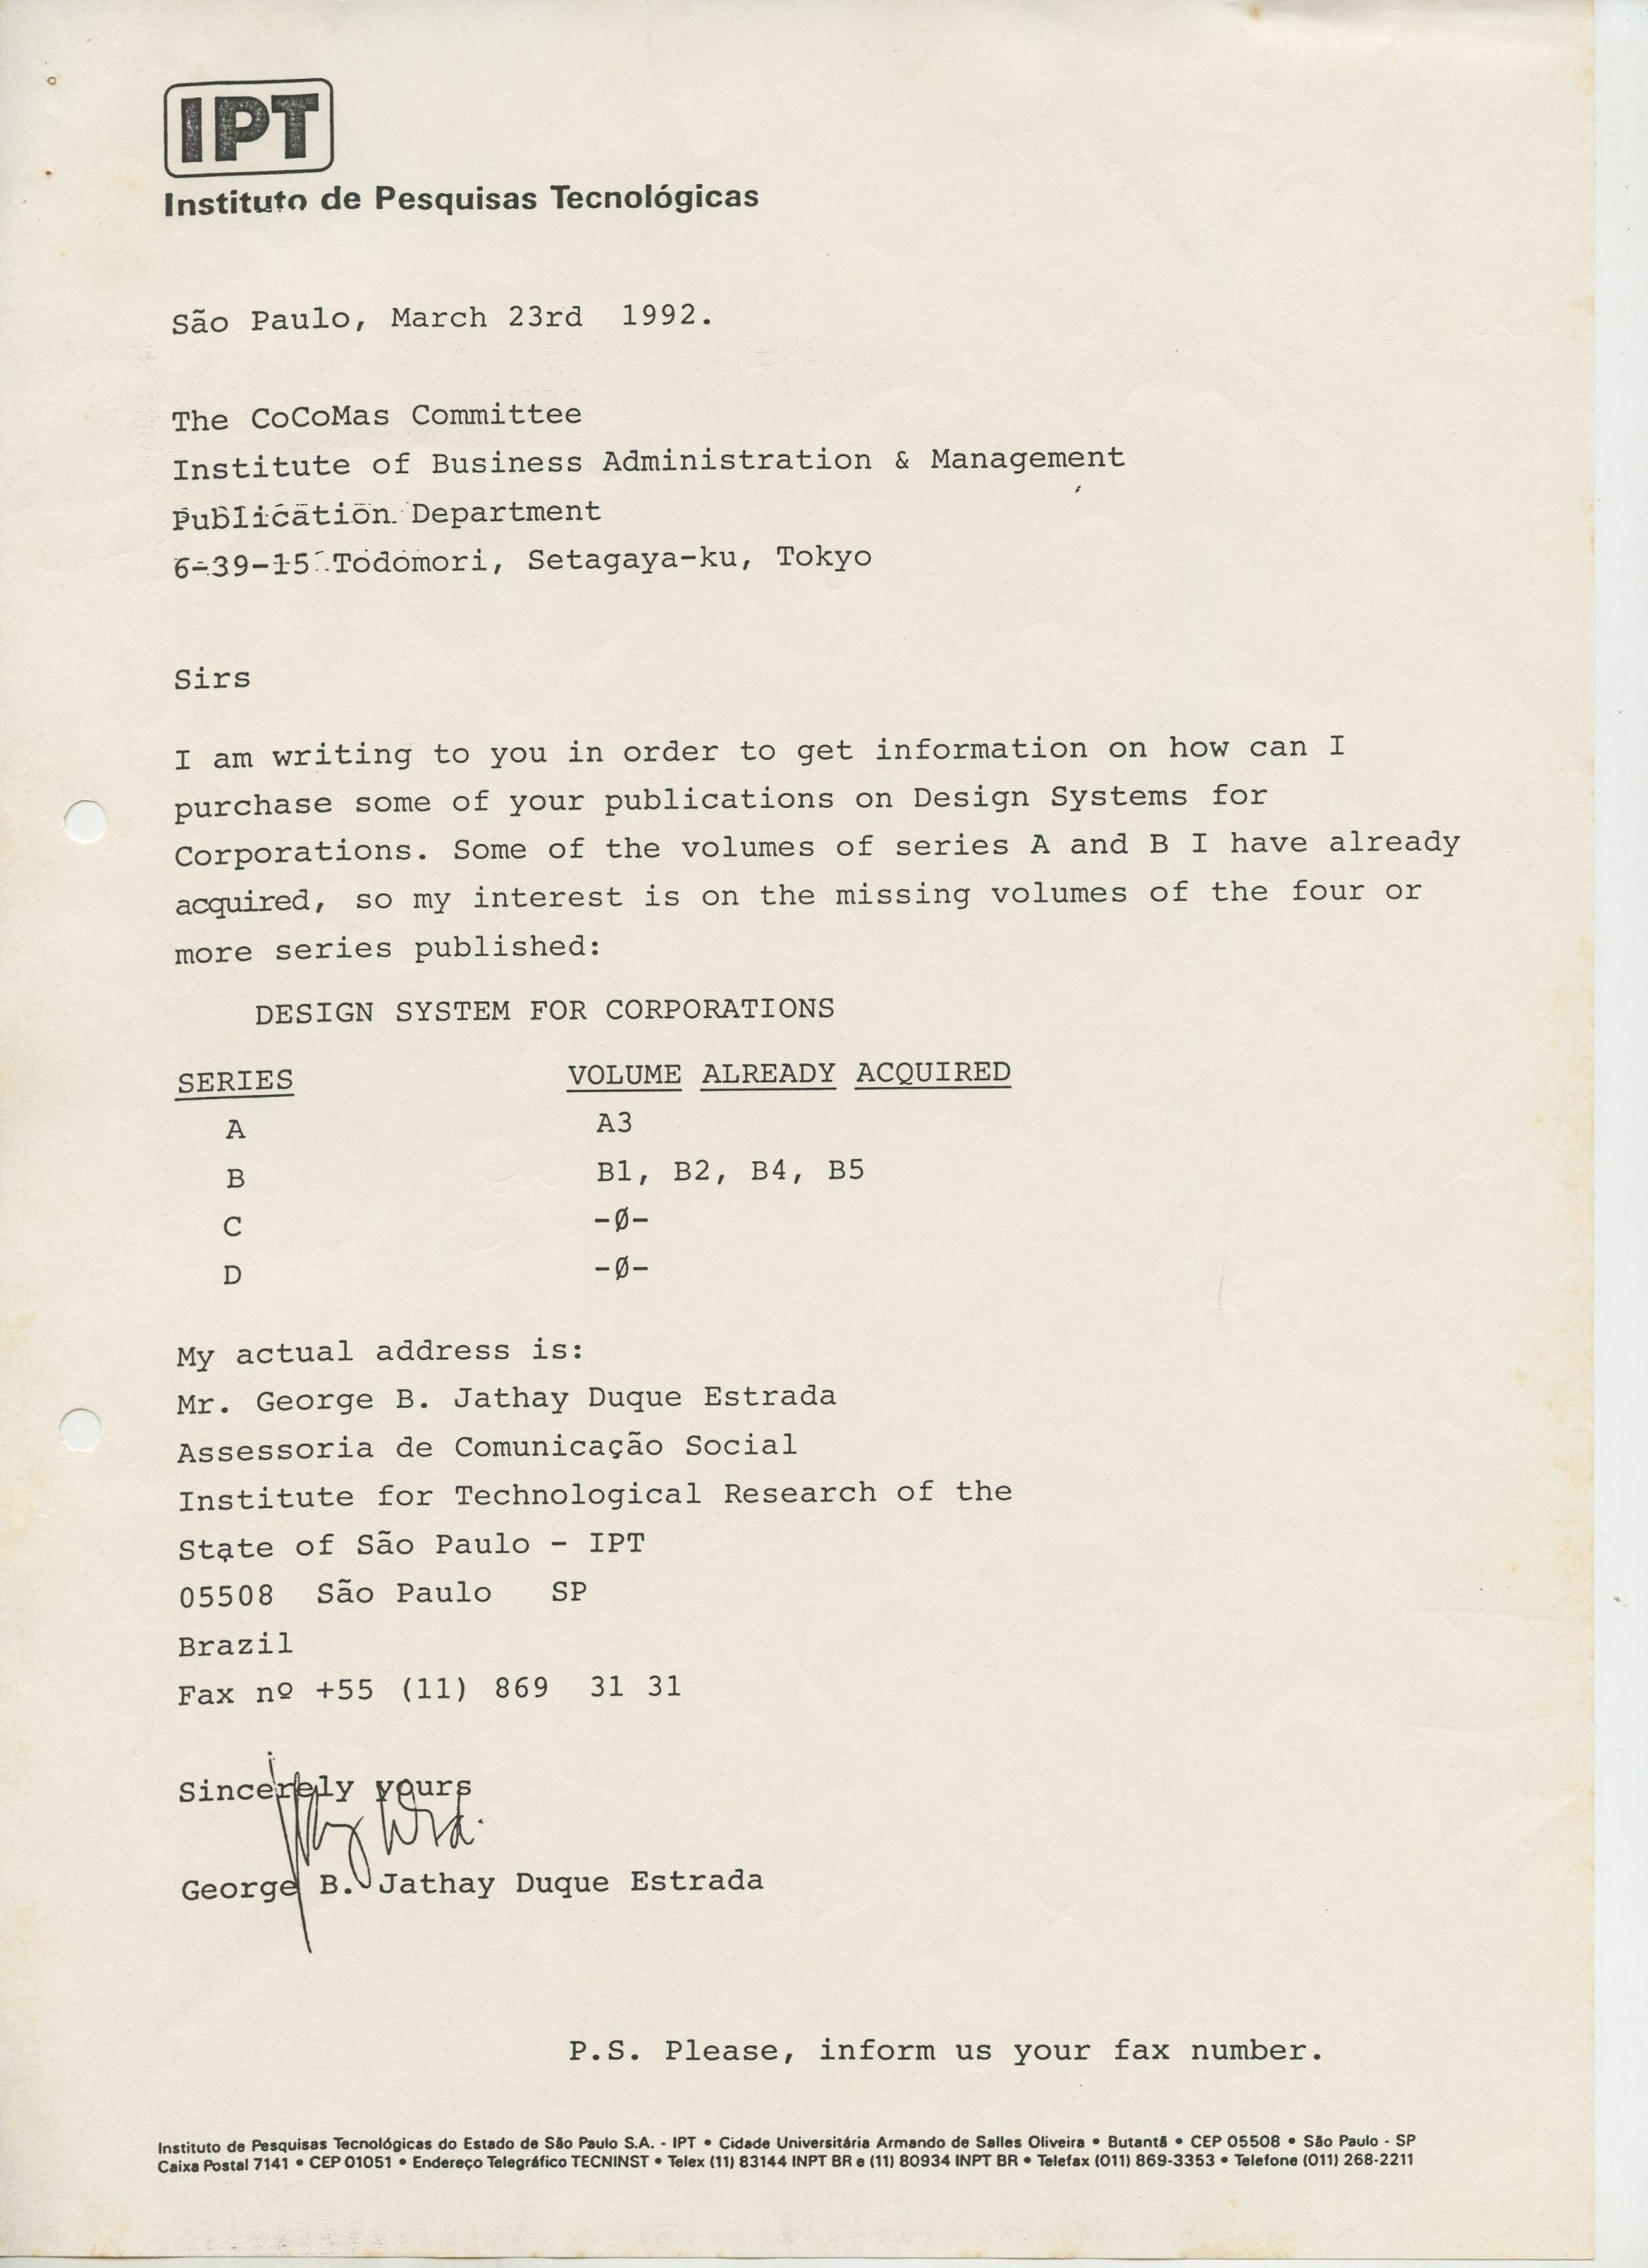 IPT
Instituto de Pesquisas Tecnológicas
São Paulo, March 23rd 1992.
The CoCoMas Committee
Institute of Business Administration & Management
Publication Department
6-39-15 Todomori, Setagaya-ku, Tokyo
Sirs
I am writing to you in order to get information on how can I
purchase some of your publications on Design Systems for
Corporations. Some of the volumes of series A and B I have already
acquired, so my interest is on the missing volumes of the four or
more series published:
DESIGN SYSTEM FOR CORPORATIONS
SERIES VOLUME ALREADY ACQUIRED
A A3
B B1, B2, B4, B5
C -Ø-
D -Ø-
My actual address is:
Mr. George B. Jathay Duque Estrada
Assessoria de Comunicação Social
Institute for Technological Research of the
State of São Paulo - IPT
05508 São Paulo SP
Brazil
Fax nº +55 (11) 869 31 31
Sincerely yours
George B. Jathay Duque Estrada
P.S. Please, inform us your fax number.
Instituto de Pesquisas Tecnológicas do Estado de São Paulo S.A. - IPT • Cidade Universitária Armando de Salles Oliveira • Butantã • CEP 05508 • São Paulo - SP
Caixa Postal 7141 • CEP 01051 • Endereço Telegráfico TECNINST • Telex (11) 83144 INPT BR e (11) 80934 INPT BR • Telefax (011) 869-3353 • Telefone (011) 268-2211